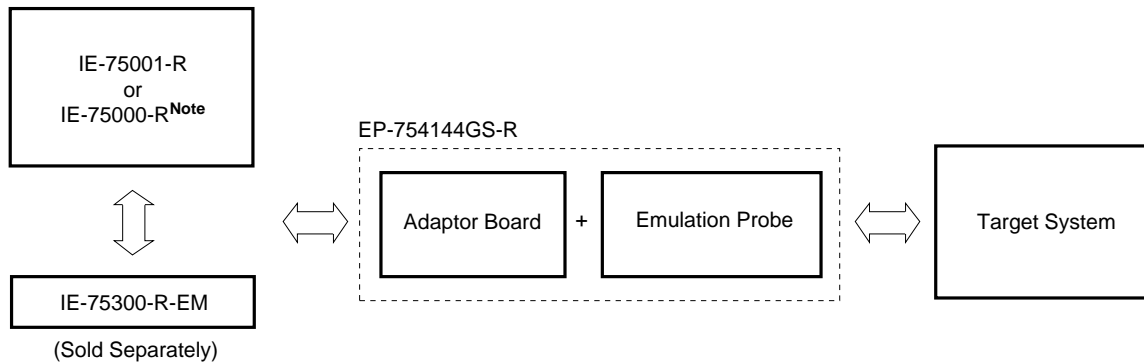 IE-75001-R
or
IE-75000-RNote
IE-75300-R-EM
(Sold Separately)
EP-754144GS-R
Adaptor Board
+
Emulation Probe
Target System